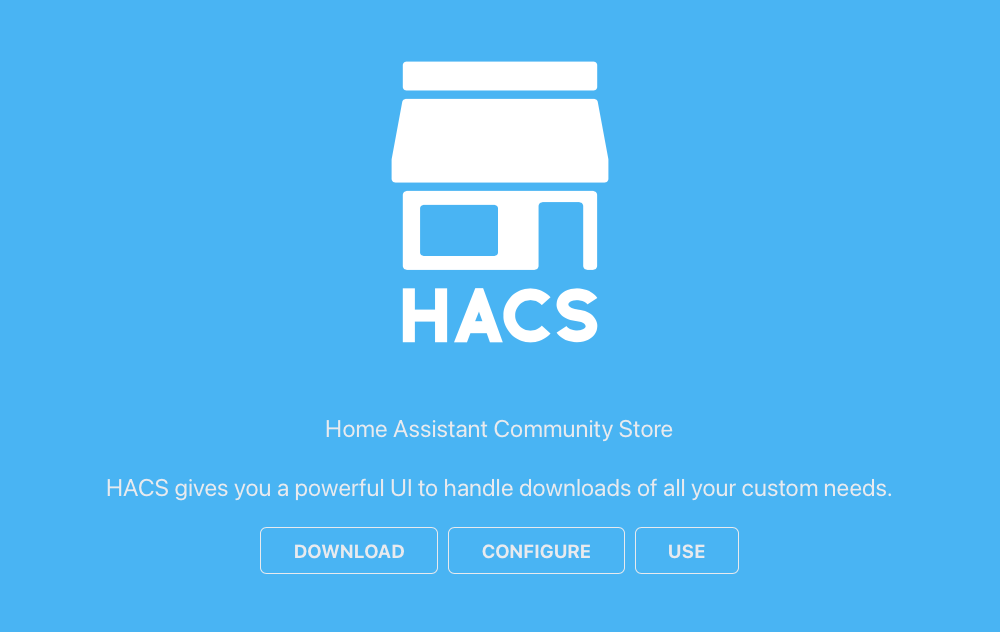 HACS
Home Assistant Community Store
HACS gives you a powerful UI to handle downloads of all your custom needs.
DOWNLOAD
CONFIGURE
USE